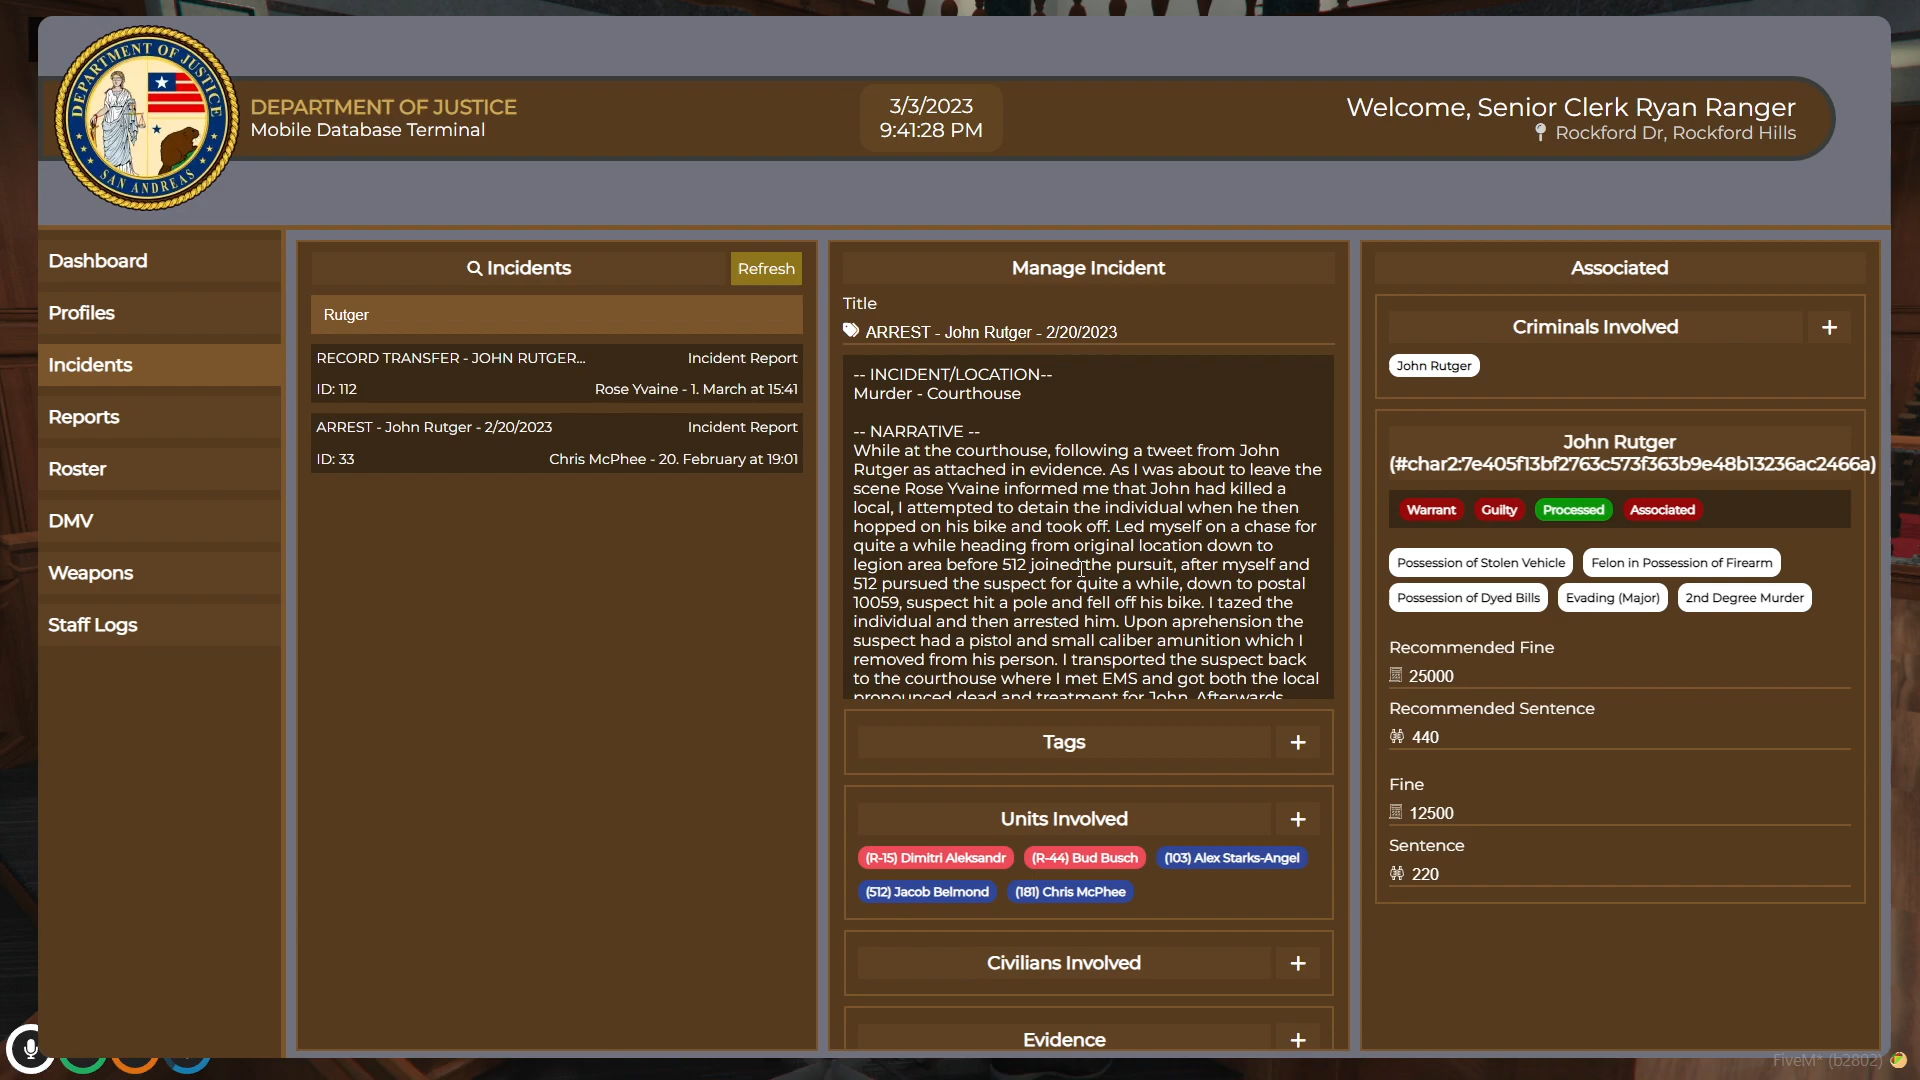 DEPARTMENT OF JUSTICE
SAN ANDREAS
DEPARTMENT OF JUSTICE
Mobile Database Terminal
3/3/2023
9:41:28 PM
Welcome, Senior Clerk Ryan Ranger
Rockford Dr, Rockford Hills
Dashboard
Profiles
Incidents
Reports
Roster
DMV
Weapons
Staff Logs
Incidents
Refresh
Rutger
RECORD TRANSFER - JOHN RUTGER... Incident Report
ID: 112 Rose Yvaine - 1. March at 15:41
ARREST - John Rutger - 2/20/2023 Incident Report
ID: 33 Chris McPhee - 20. February at 19:01
Manage Incident
Title
ARREST - John Rutger - 2/20/2023
-- INCIDENT/LOCATION--
Murder - Courthouse
-- NARRATIVE --
While at the courthouse, following a tweet from John
Rutger as attached in evidence. As I was about to leave the
scene Rose Yvaine informed me that John had killed a
local, I attempted to detain the individual when he then
hopped on his bike and took off. Led myself on a chase for
quite a while heading from original location down to
legion area before 512 joined the pursuit, after myself and
512 pursued the suspect for quite a while, down to postal
10059, suspect hit a pole and fell off his bike. I tazed the
individual and then arrested him. Upon aprehension the
suspect had a pistol and small caliber amunition which I
removed from his person. I transported the suspect back
to the courthouse where I met EMS and got both the local
pronounced dead and treatment for John. Afterwards
Tags +
Units Involved +
(R-15) Dimitri Aleksandr (R-44) Bud Busch (103) Alex Starks-Angel
(512) Jacob Belmond (181) Chris McPhee
Civilians Involved +
Evidence +
Associated
Criminals Involved +
John Rutger
John Rutger
(#char2:7e405f13bf2763c573f363b9e48b13236ac2466a)
Warrant Guilty Processed Associated
Possession of Stolen Vehicle Felon in Possession of Firearm
Possession of Dyed Bills Evading (Major) 2nd Degree Murder
Recommended Fine
25000
Recommended Sentence
440
Fine
12500
Sentence
220
FiveM* (b2802)